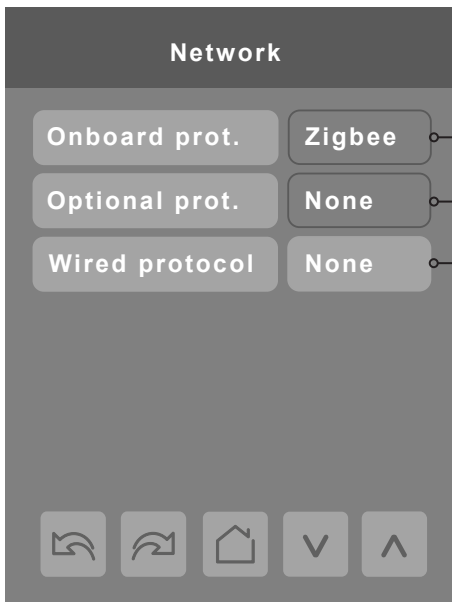 Network
Onboard prot. Zigbee
Optional prot. None
Wired protocol None